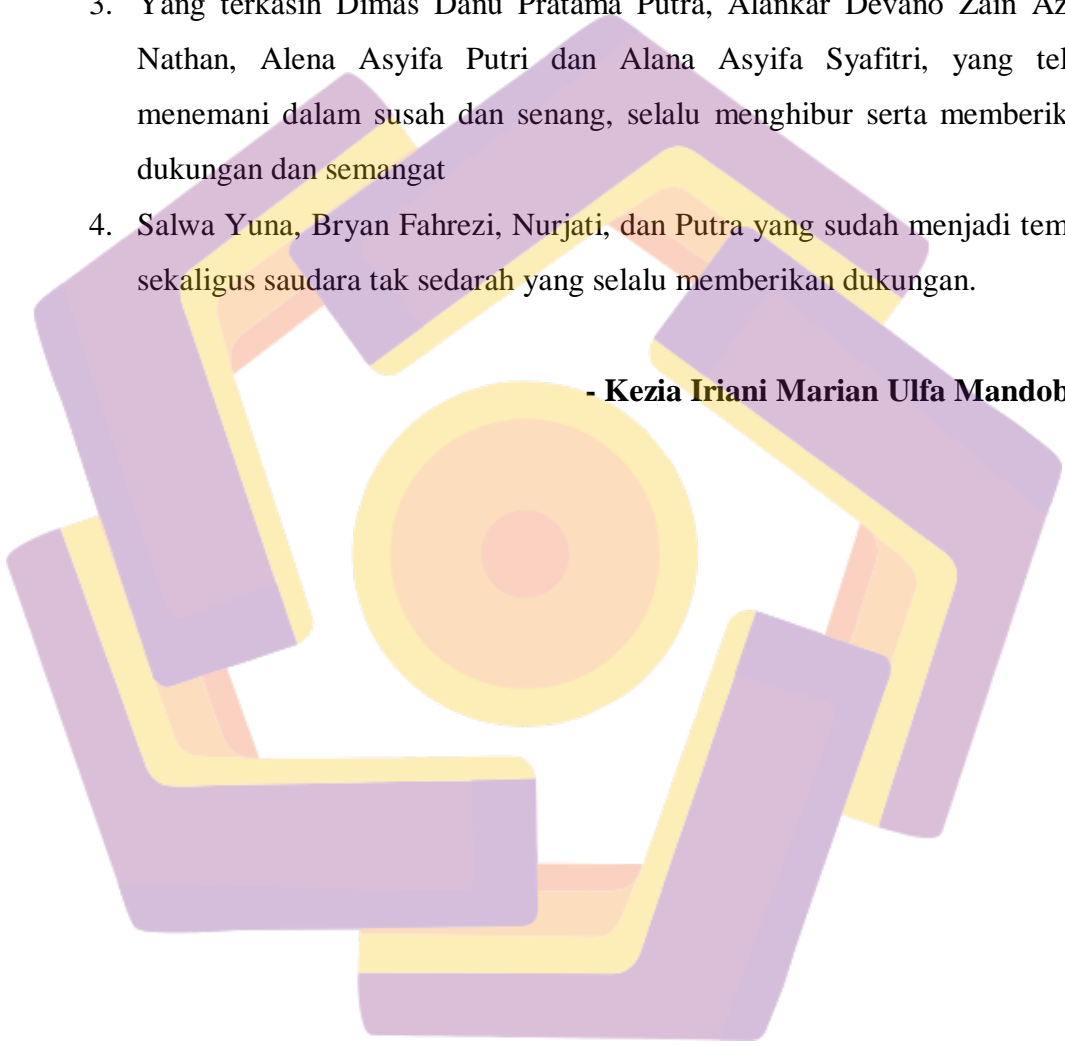 3. Yang terkasih Dimas Danu Pratama Putra, Alankar Devano Zain
Nathan, Alena Asyifa Putri dan Alana Asyifa Syafitri, yang
menemani dalam susah dan senang, selalu menghibur serta
dukungan dan semangat
4. Salwa Yuna, Bryan Fahrezi, Nurjati, dan Putra yang sudah menjadi
sekaligus saudara tak sedarah yang selalu memberikan dukungan.
- Kezia Iriani Marian Ulfa